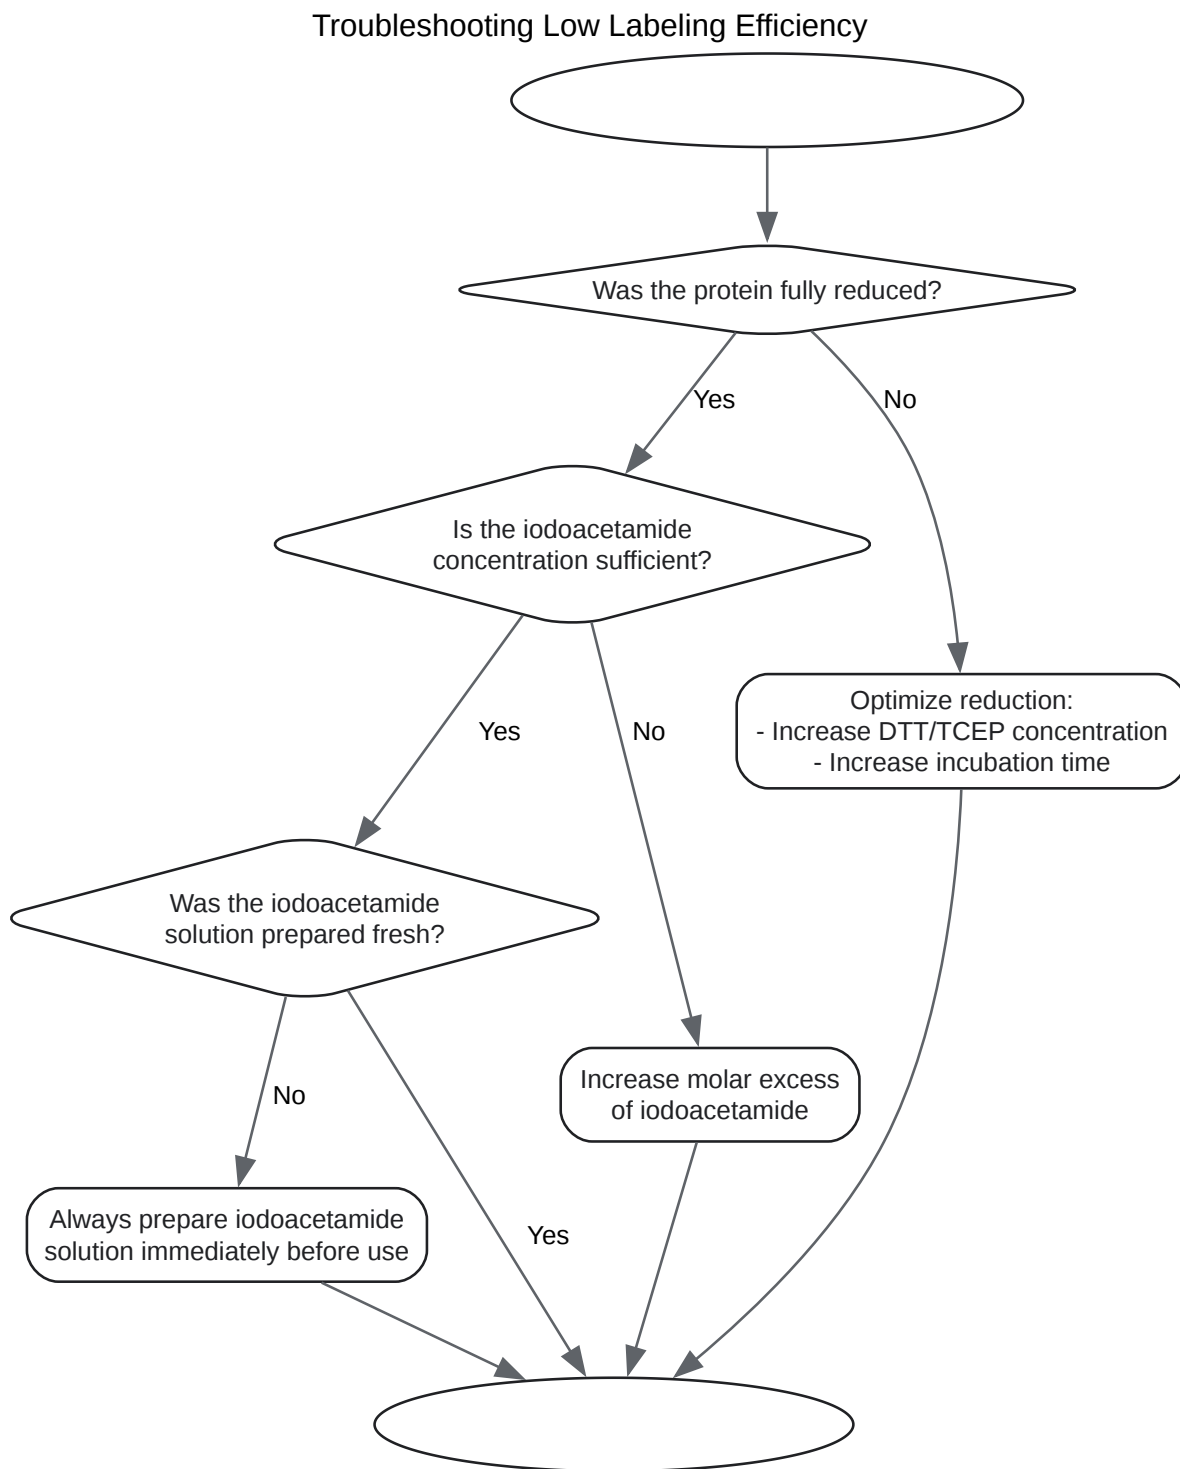 Troubleshooting Low Labeling Efficiency
Was the protein fully reduced?
Yes
No
Is the iodoacetamide
concentration sufficient?
Optimize reduction:
- Increase DTT/TCEP concentration
- Increase incubation time
Yes
No
Was the iodoacetamide
solution prepared fresh?
Increase molar excess
of iodoacetamide
No
Always prepare iodoacetamide
solution immediately before use
Yes